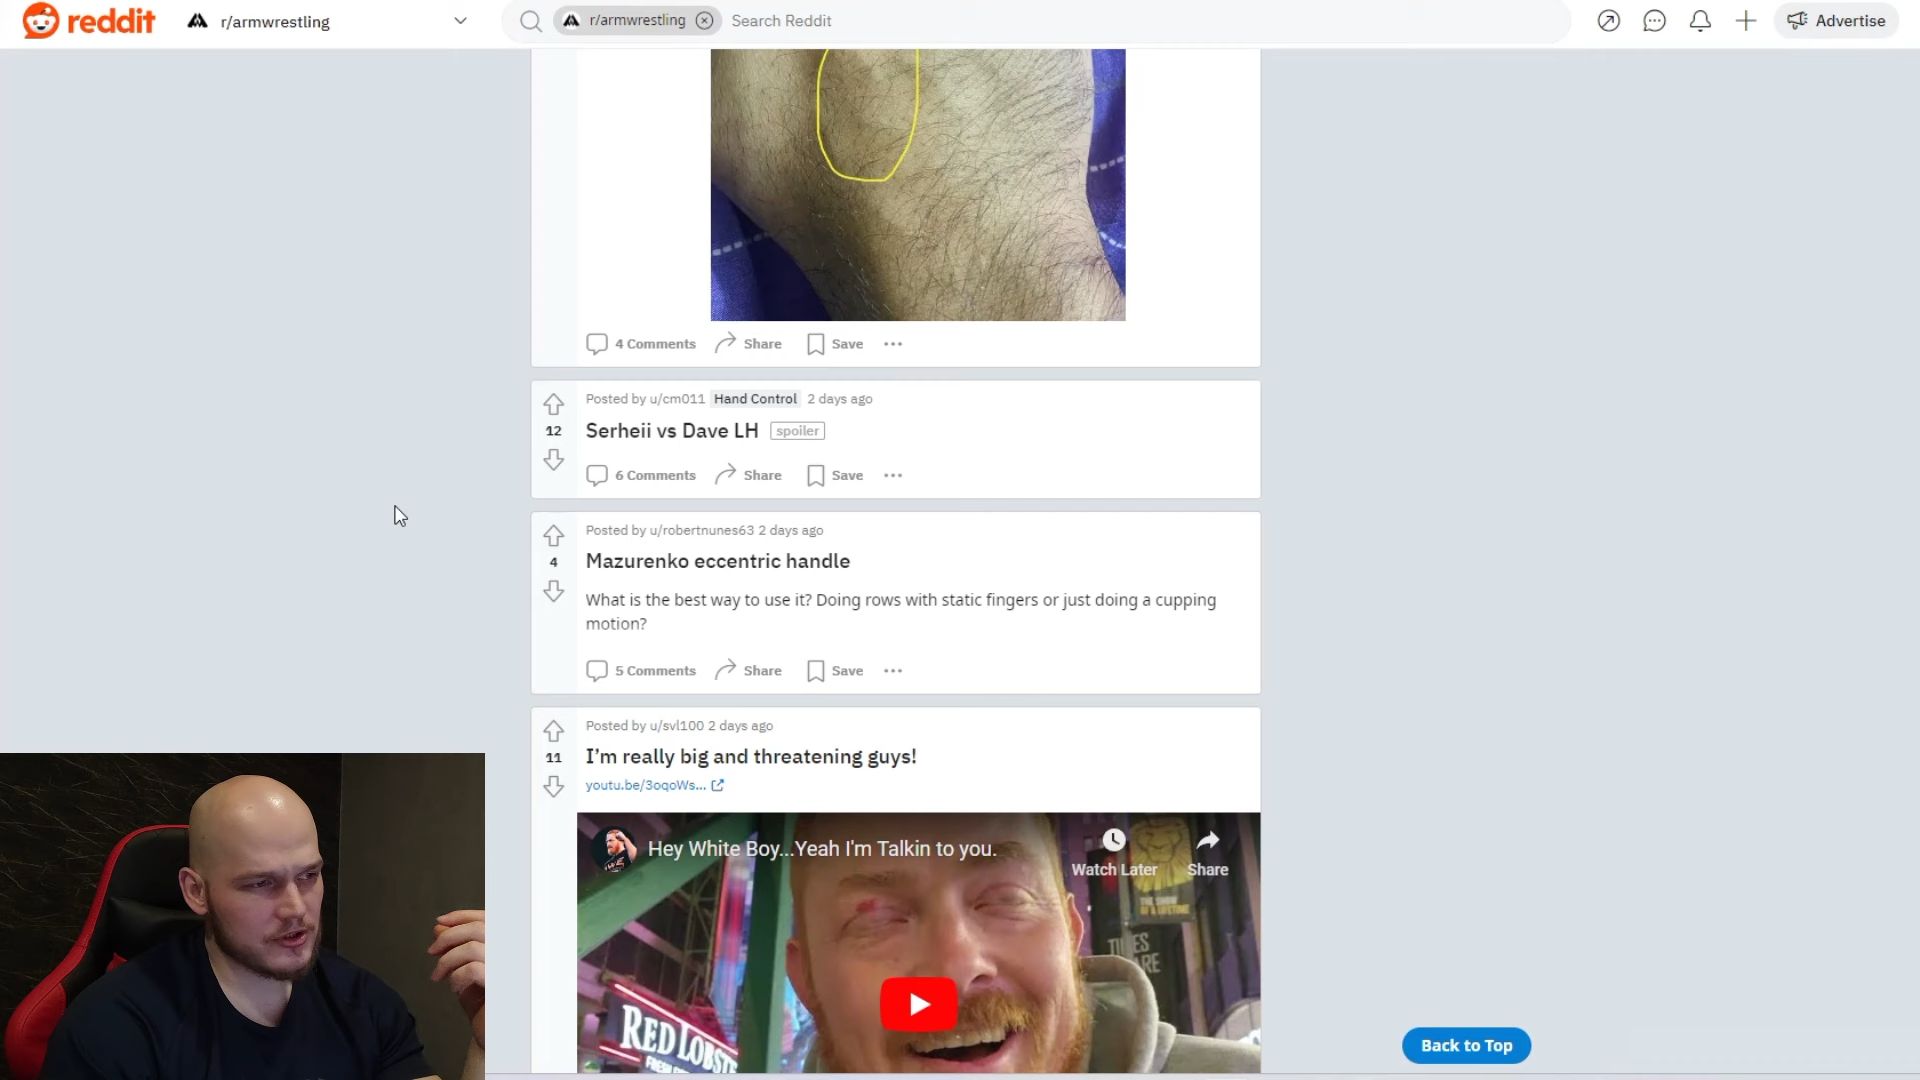 reddit r/armwrestling r/armwrestling Search Reddit Advertise
4 Comments Share Save
Posted by u/cm011 Hand Control 2 days ago
12 Serheii vs Dave LH spoiler
6 Comments Share Save
Posted by u/robertnunes63 2 days ago
4 Mazurenko eccentric handle
What is the best way to use it? Doing rows with static fingers or just doing a cupping
motion?
5 Comments Share Save
Posted by u/svl100 2 days ago
11 I’m really big and threatening guys!
youtu.be/3oqoWs...
Hey White Boy...Yeah I'm Talkin to you.
Watch Later Share
RED LOBSTE
Back to Top